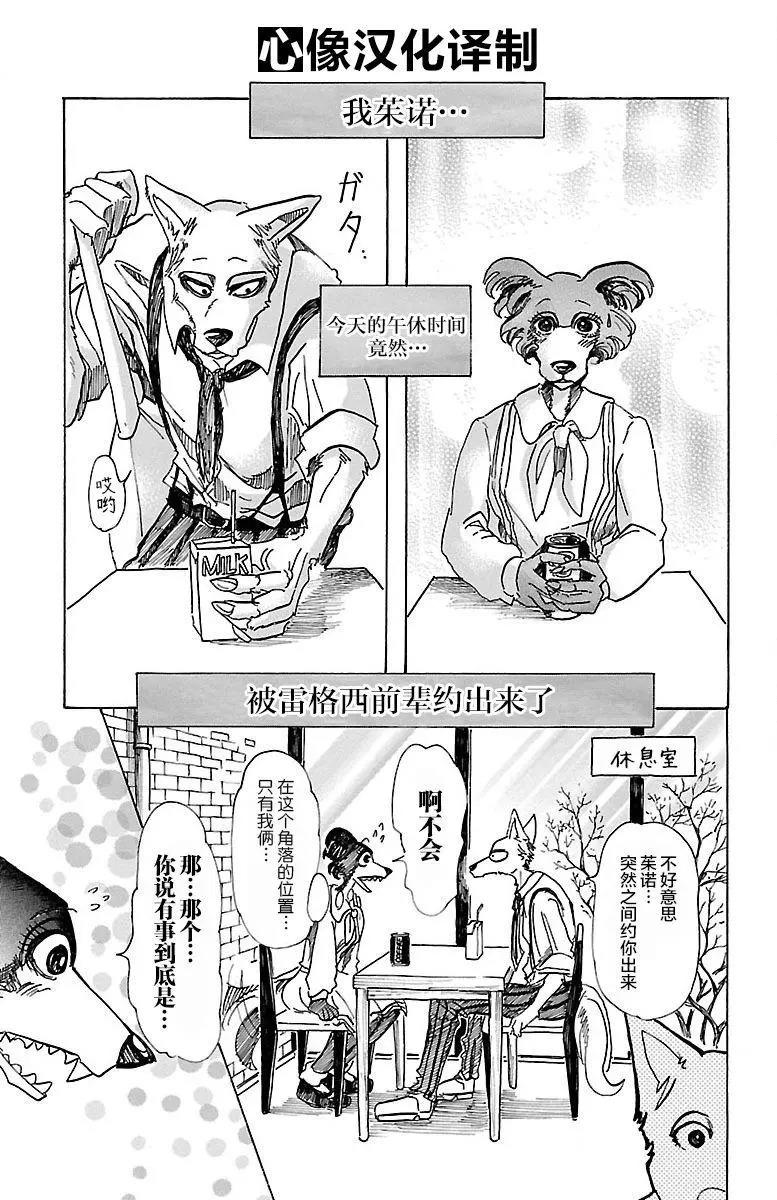 心像汉化译制
我茱诺…
ガタ
今天的午休时间
竟然…
哎哟
MILK
被雷格西前辈约出来了
休息室
不好意思
茱诺…
突然之间约你出来
啊不会
在这个角落的位置…
只有我俩…
那…那个…
你说有事到底是…